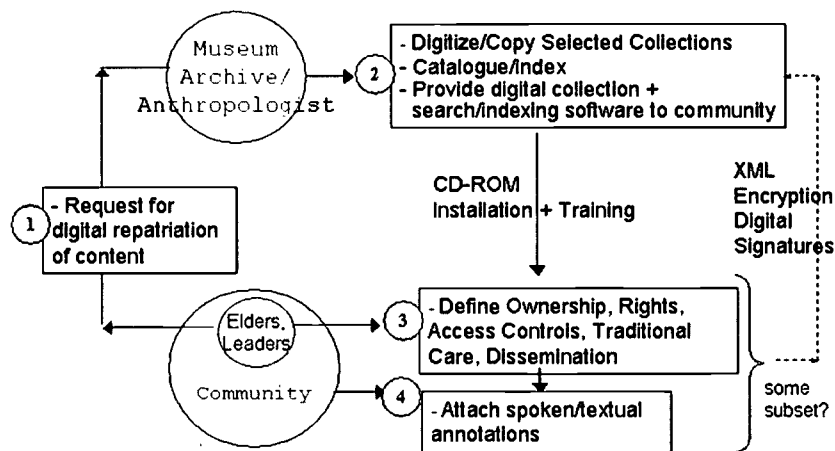 Museum
Archive/
Anthropologist
2
- Digitize/Copy Selected Collections
- Catalogue/Index
- Provide digital collection +
search/indexing software to community
1
- Request for
digital repatriation
of content
CD-ROM
Installation + Training
XML
Encryption
Digital
Signatures
Elders,
Leaders
Community
3
- Define Ownership, Rights,
Access Controls, Traditional
Care, Dissemination
4
- Attach spoken/textual
annotations
some
subset?